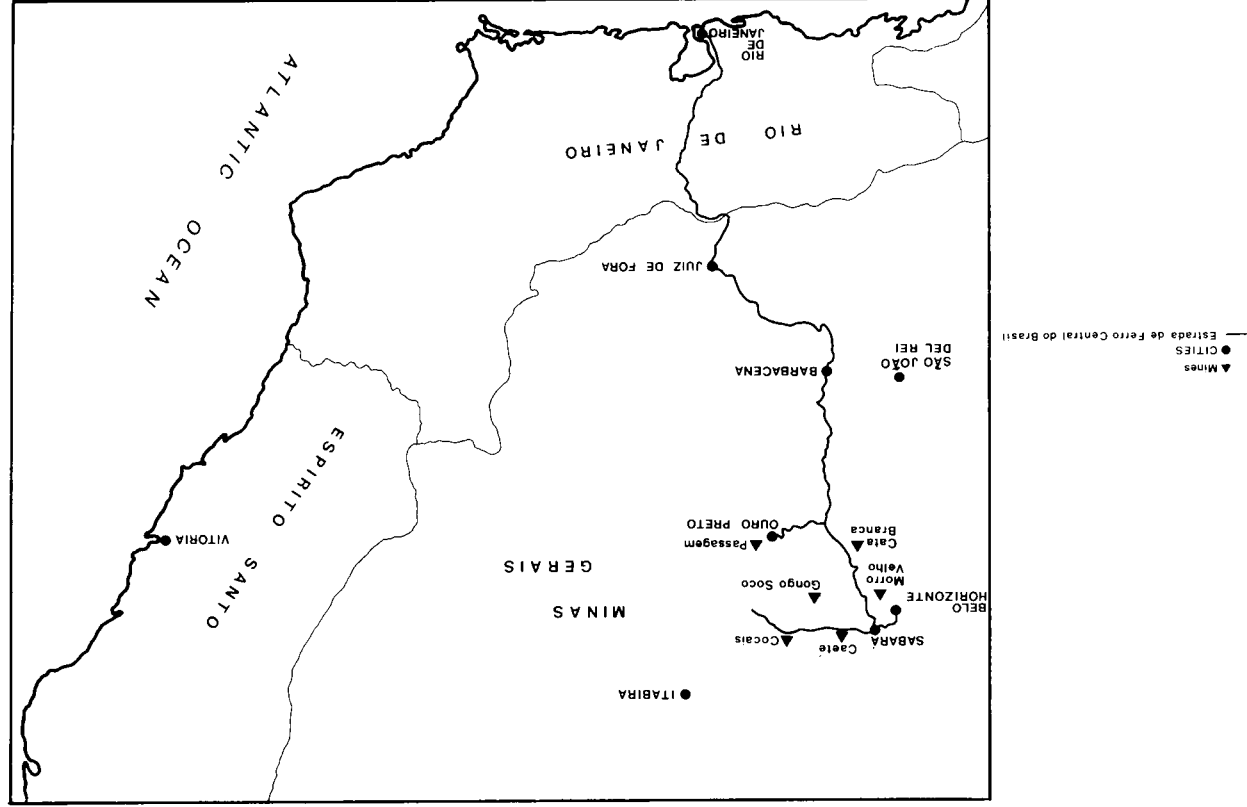 Mines
CITIES
Estrada de Ferro Central do Brasil
ITABIRA
SABARÁ
Caeté
Cocais
BELO
HORIZONTE
Morro
Velho
Gongo Soco
MINAS
GERAIS
Cata
Branca
Passagem
OURO PRETO
ESPIRITO SANTO
VITORIA
SÃO JOÃO
DEL REI
BARBACENA
JUIZ DE FORA
RIO DE JANEIRO
ATLANTIC OCEAN
RIO
DE
JANEIRO